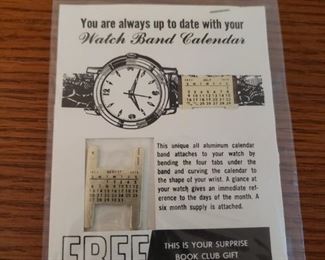 You are always up to date with your
Watch Band Calendar
This unique all aluminum calendar
band attaches to your watch by
bending the four tabs under the
band and curving the calendar to
the shape of your wrist. A glance at
your watch gives an immediate ref-
erence to the days of the month. A
six month supply is attached.
FREE
THIS IS YOUR SURPRISE
BOOK CLUB GIFT